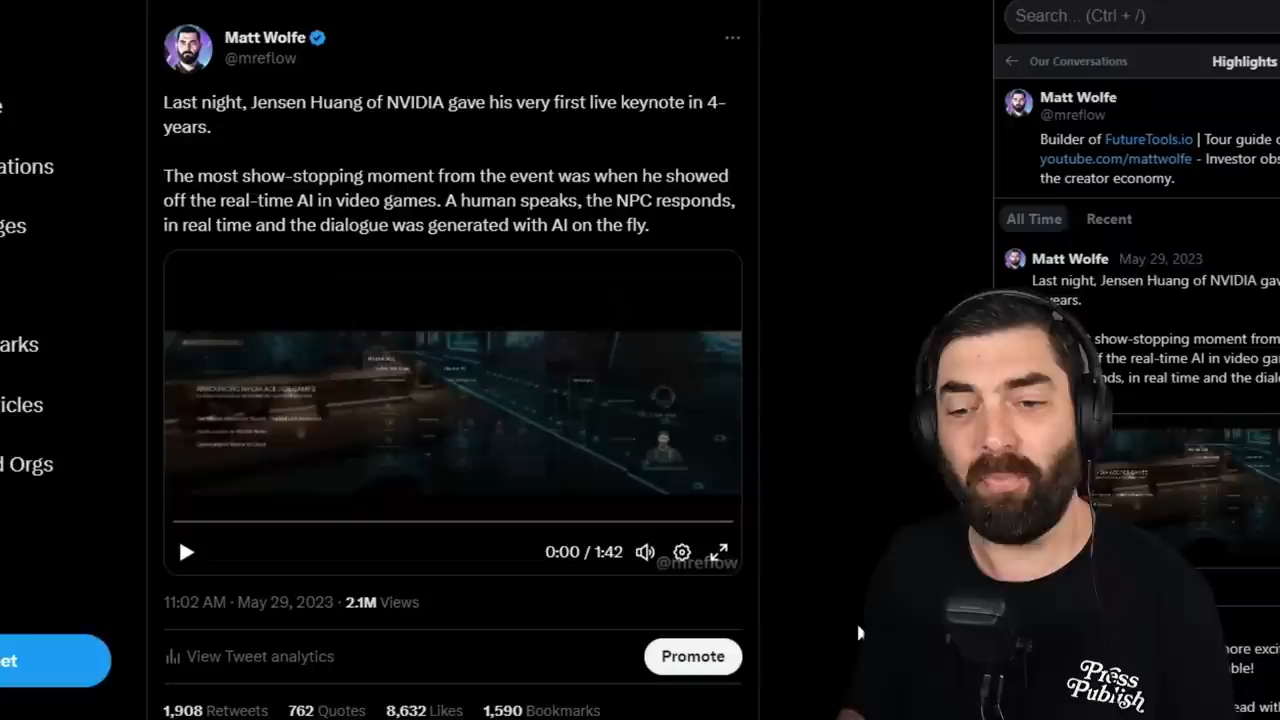 Matt Wolfe
@mreflow
Last night, Jensen Huang of NVIDIA gave his very first live keynote in 4-
years.
The most show-stopping moment from the event was when he showed
off the real-time AI in video games. A human speaks, the NPC responds,
in real time and the dialogue was generated with AI on the fly.
0:00 / 1:42
@mreflow
11:02 AM · May 29, 2023 · 2.1M Views
View Tweet analytics
Promote
1,908 Retweets 762 Quotes 8,632 Likes 1,590 Bookmarks
ations
ges
arks
icles
d Orgs
et
Search... (Ctrl + /)
Our Conversations Highlights
Matt Wolfe
@mreflow
Builder of FutureTools.io | Tour guide
youtube.com/mattwolfe - Investor obs
the creator economy.
All Time Recent
Matt Wolfe May 29, 2023
Last night, Jensen Huang of NVIDIA gav
years.
show-stopping moment from
f the real-time AI in video ga
nds, in real time and the dialo
Press
Publish
ore exci
ble!
ead with